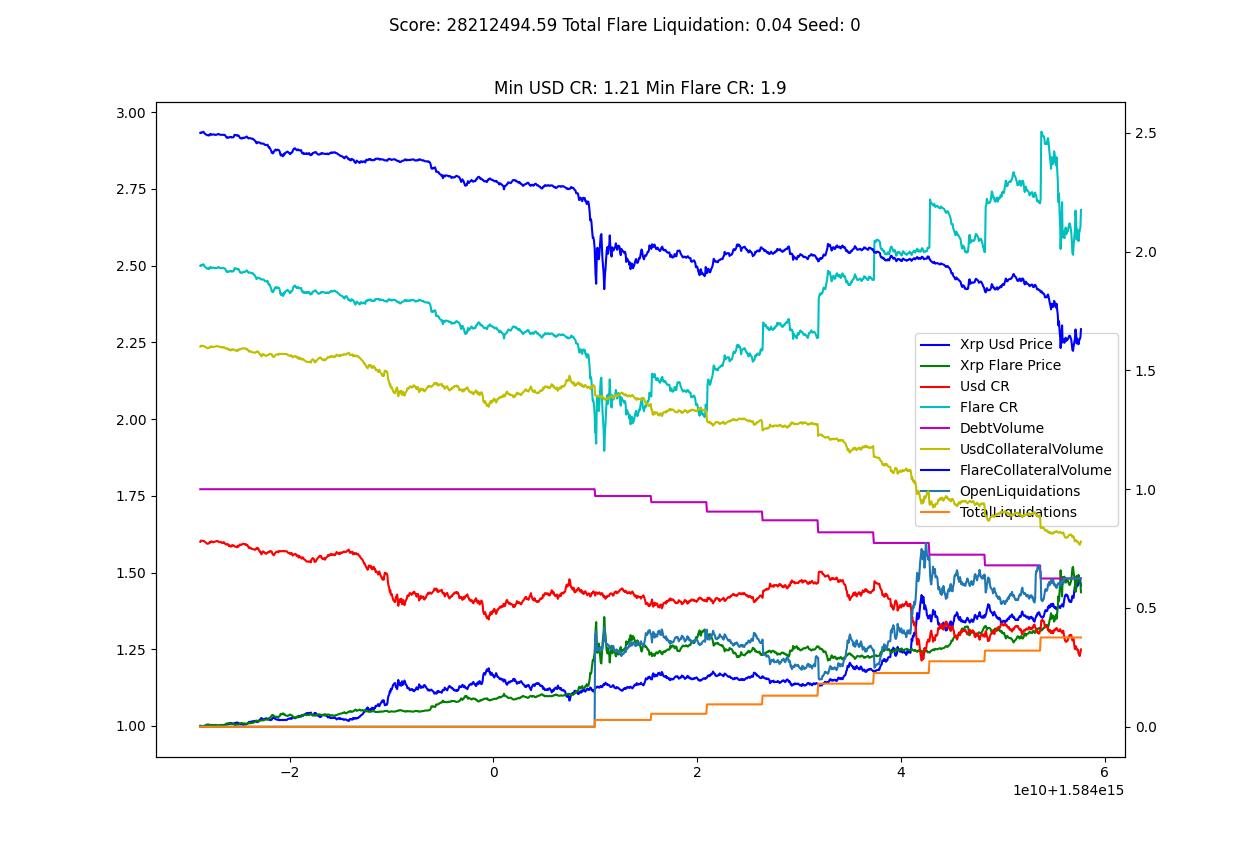 Score: 28212494.59 Total Flare Liquidation: 0.04 Seed: 0
Min USD CR: 1.21 Min Flare CR: 1.9
3.00
2.75
2.50
2.25
2.00
1.75
1.50
1.25
1.00
2.5
2.0
1.5
1.0
0.5
0.0
Xrp Usd Price
Xrp Flare Price
Usd CR
Flare CR
DebtVolume
UsdCollateralVolume
FlareCollateralVolume
OpenLiquidations
TotalLiquidations
−2
0
2
4
6
1e10+1.584e15